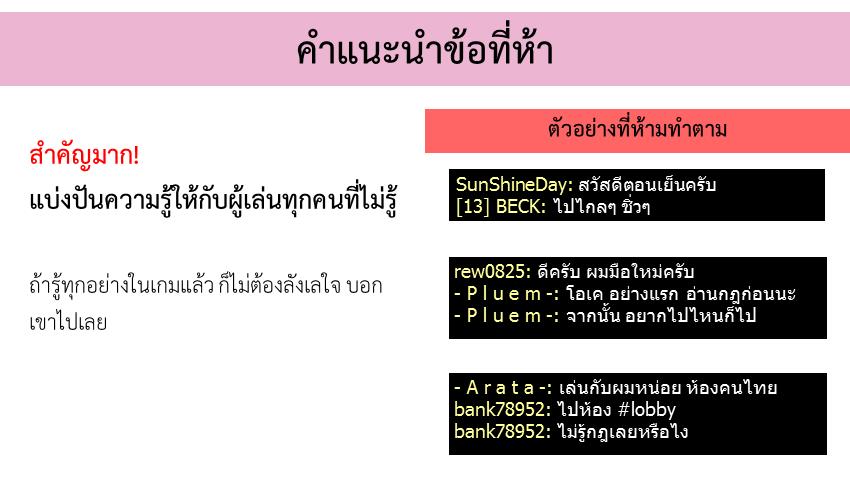 คำแนะนำข้อที่ห้า
สำคัญมาก!
แบ่งปันความรู้ให้กับผู้เล่นทุกคนที่ไม่รู้
ถ้ารู้ทุกอย่างในเกมแล้ว ก็ไม่ต้องลังเลใจ บอก
เขาไปเลย
ตัวอย่างที่ห้ามทำตาม
SunShineDay: สวัสดีตอนเย็นครับ
[13] BECK: ไปไกลๆ ชิ่วๆ
rew0825: ดีครับ ผมมือใหม่ครับ
- P l u e m -: โอเค อย่างแรก อ่านกฎก่อนนะ
- P l u e m -: จากนั้น อยากไปไหนก็ไป
- A r a t a -: เล่นกับผมหน่อย ห้องคนไทย
bank78952: ไปห้อง #lobby
bank78952: ไม่รู้กฎเลยหรือไง